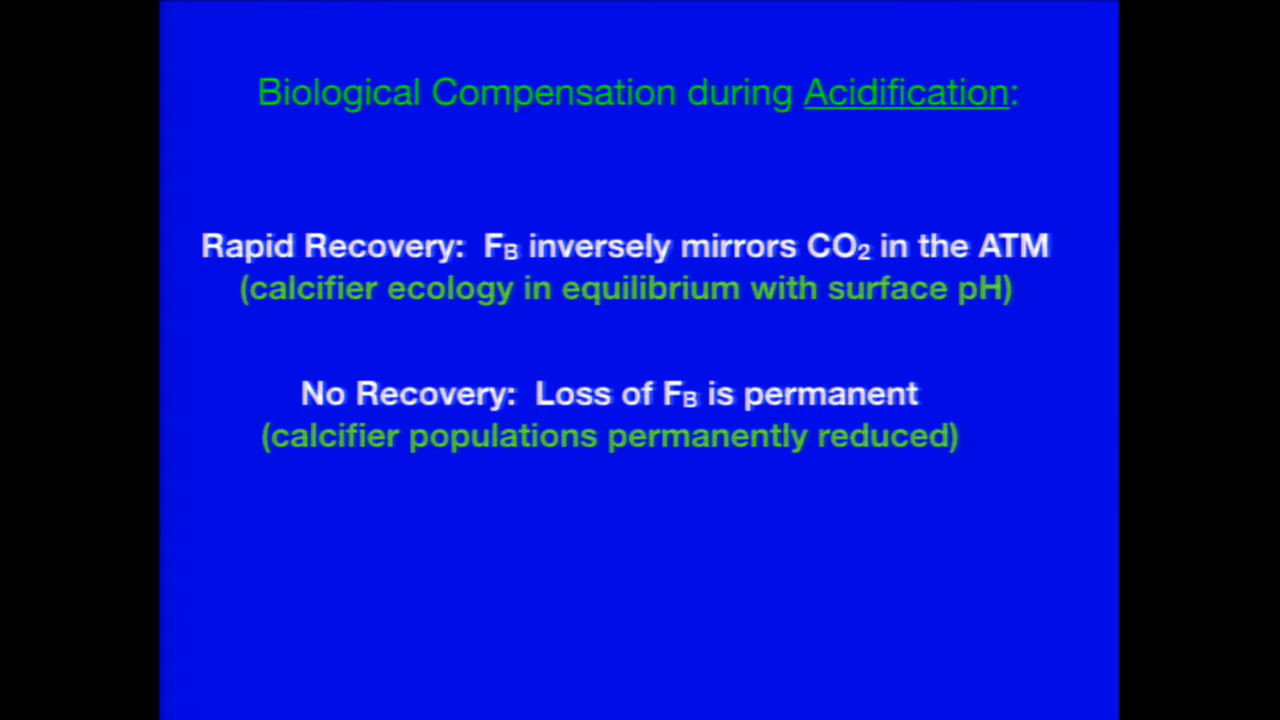 Biological Compensation during Acidification:
Rapid Recovery: FB inversely mirrors CO2 in the ATM
(calcifier ecology in equilibrium with surface pH)
No Recovery: Loss of FB is permanent
(calcifier populations permanently reduced)